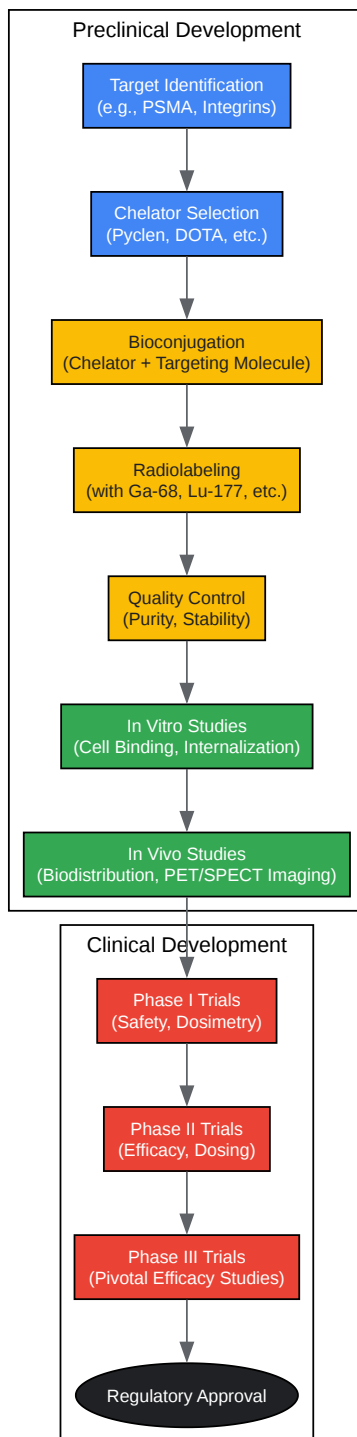 Preclinical Development
Target Identification
(e.g., PSMA, Integrins)
Chelator Selection
(Pyclen, DOTA, etc.)
Bioconjugation
(Chelator + Targeting Molecule)
Radiolabeling
(with Ga-68, Lu-177, etc.)
Quality Control
(Purity, Stability)
In Vitro Studies
(Cell Binding, Internalization)
In Vivo Studies
(Biodistribution, PET/SPECT Imaging)
Clinical Development
Phase I Trials
(Safety, Dosimetry)
Phase II Trials
(Efficacy, Dosing)
Phase III Trials
(Pivotal Efficacy Studies)
Regulatory Approval